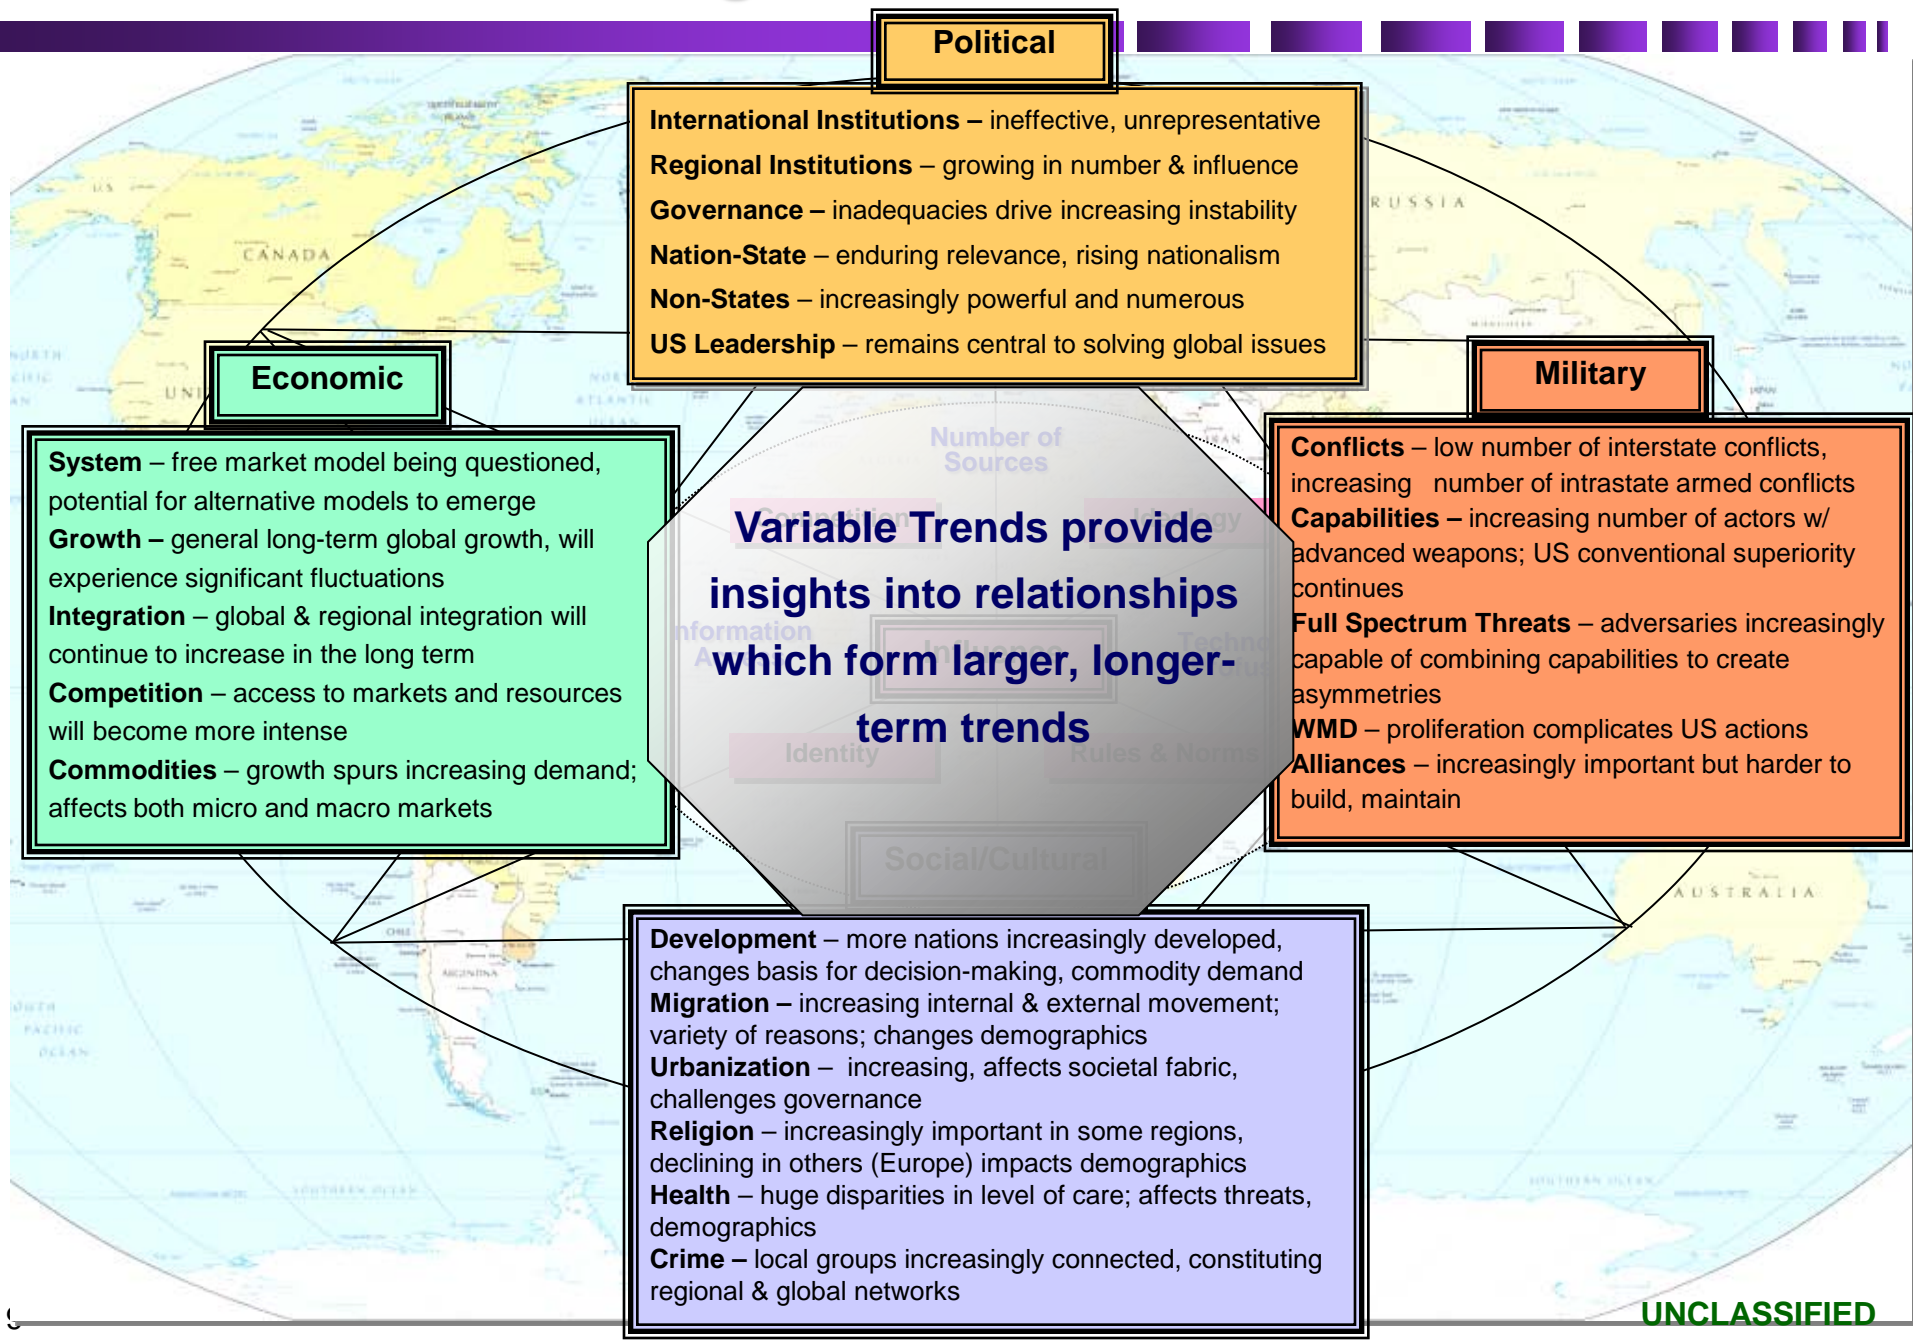 Political
International Institutions – ineffective, unrepresentative
Regional Institutions – growing in number & influence
Governance – inadequacies drive increasing instability
Nation-State – enduring relevance, rising nationalism
Non-States – increasingly powerful and numerous
US Leadership – remains central to solving global issues
Economic
System – free market model being questioned,
potential for alternative models to emerge
Growth – general long-term global growth, will
experience significant fluctuations
Integration – global & regional integration will
continue to increase in the long term
Competition – access to markets and resources
will become more intense
Commodities – growth spurs increasing demand;
affects both micro and macro markets
Number of
Sources
Competition
Ideology
Variable Trends provide
insights into relationships
which form larger, longer-
term trends
Influence
Identity
Rules & Norms
Social/Cultural
Military
Conflicts – low number of interstate conflicts,
increasing number of intrastate armed conflicts
Capabilities – increasing number of actors w/
advanced weapons; US conventional superiority
continues
Full Spectrum Threats – adversaries increasingly
capable of combining capabilities to create
asymmetries
WMD – proliferation complicates US actions
Alliances – increasingly important but harder to
build, maintain
Development – more nations increasingly developed,
changes basis for decision-making, commodity demand
Migration – increasing internal & external movement;
variety of reasons; changes demographics
Urbanization – increasing, affects societal fabric,
challenges governance
Religion – increasingly important in some regions,
declining in others (Europe) impacts demographics
Health – huge disparities in level of care; affects threats,
demographics
Crime – local groups increasingly connected, constituting
regional & global networks
CANADA
RUSSIA
AUSTRALIA
ARGENTINA
SOUTHERN OCEAN
UNCLASSIFIED